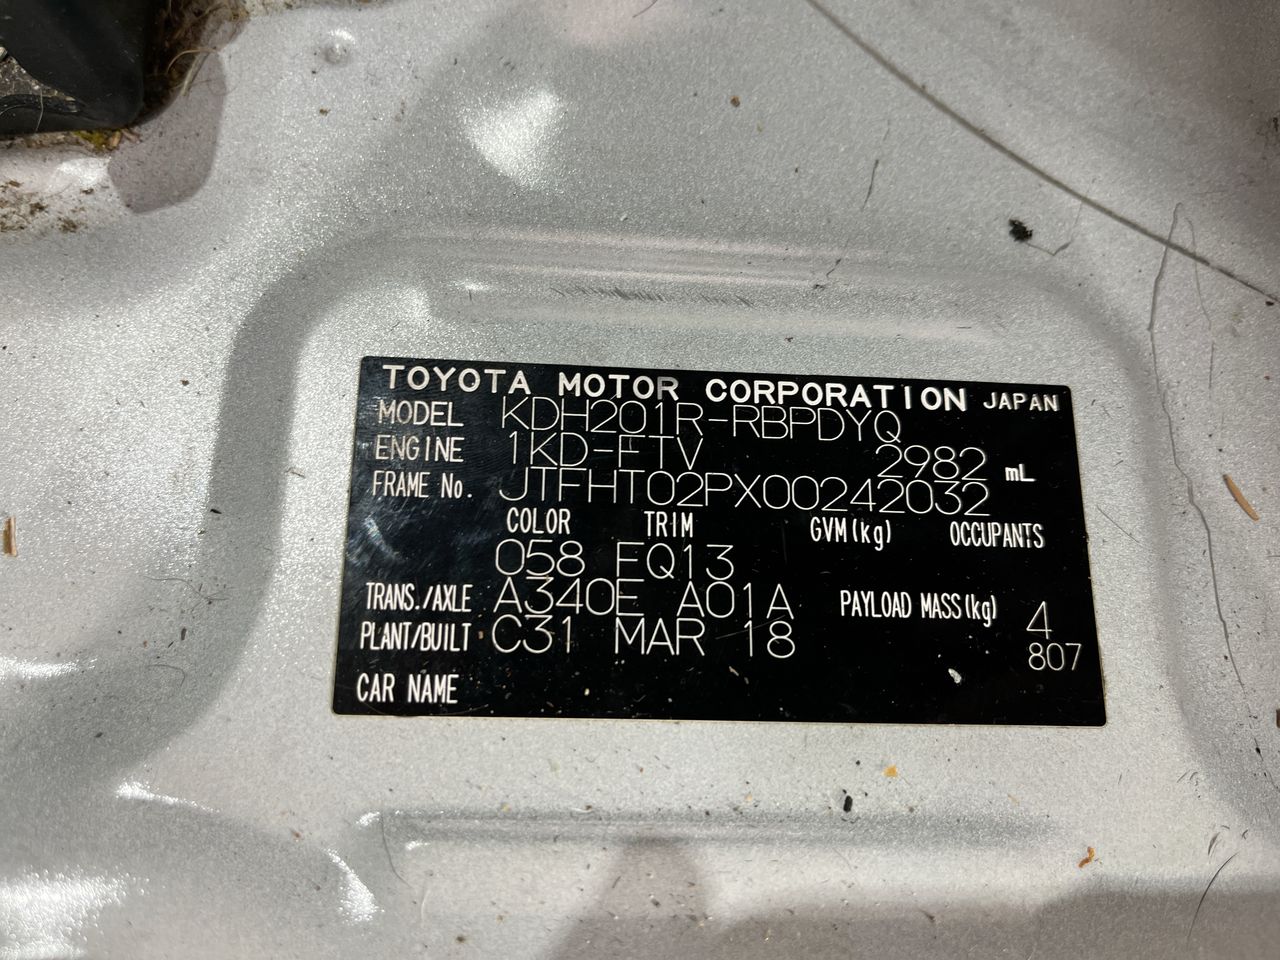 TOYOTA MOTOR CORPORATION JAPAN
MODEL KDH201R-RBPDYQ
ENGINE 1KD-FTV 2982 mL
FRAME No. JTFHT02PX00242032
COLOR TRIM GVM(kg) OCCUPANTS
058 FQ13
TRANS./AXLE A340E A01A PAYLOAD MASS(kg) 4
PLANT/BUILT C31 MAR 18 807
CAR NAME